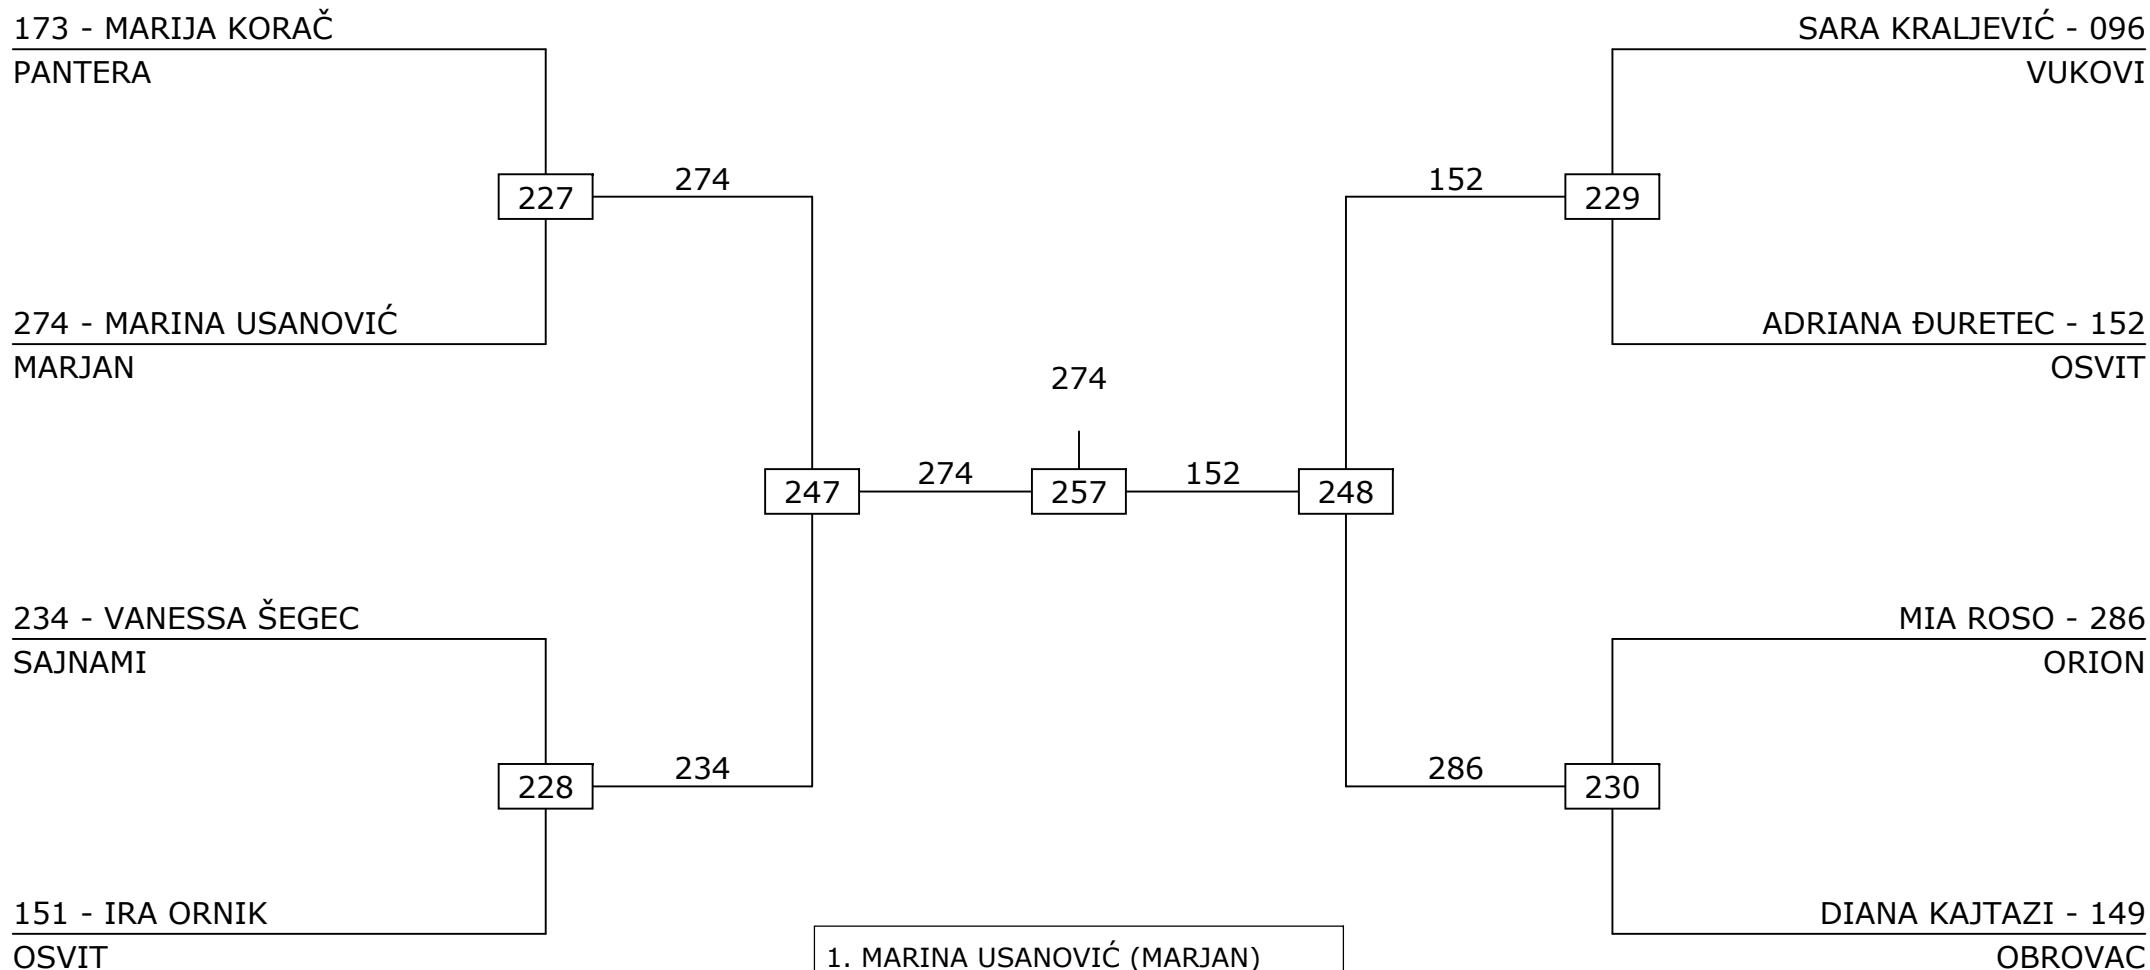 173 - MARIJA KORAČ
PANTERA
SARA KRALJEVIĆ - 096
VUKOVI
227
274
152
229
274 - MARINA USANOVIĆ
MARJAN
ADRIANA ĐURETEC - 152
OSVIT
274
247
274
257
152
248
234 - VANESSA ŠEGEC
SAJNAMI
MIA ROSO - 286
ORION
228
234
286
230
151 - IRA ORNIK
OSVIT
DIANA KAJTAZI - 149
OBROVAC
1. MARINA USANOVIĆ (MARJAN)